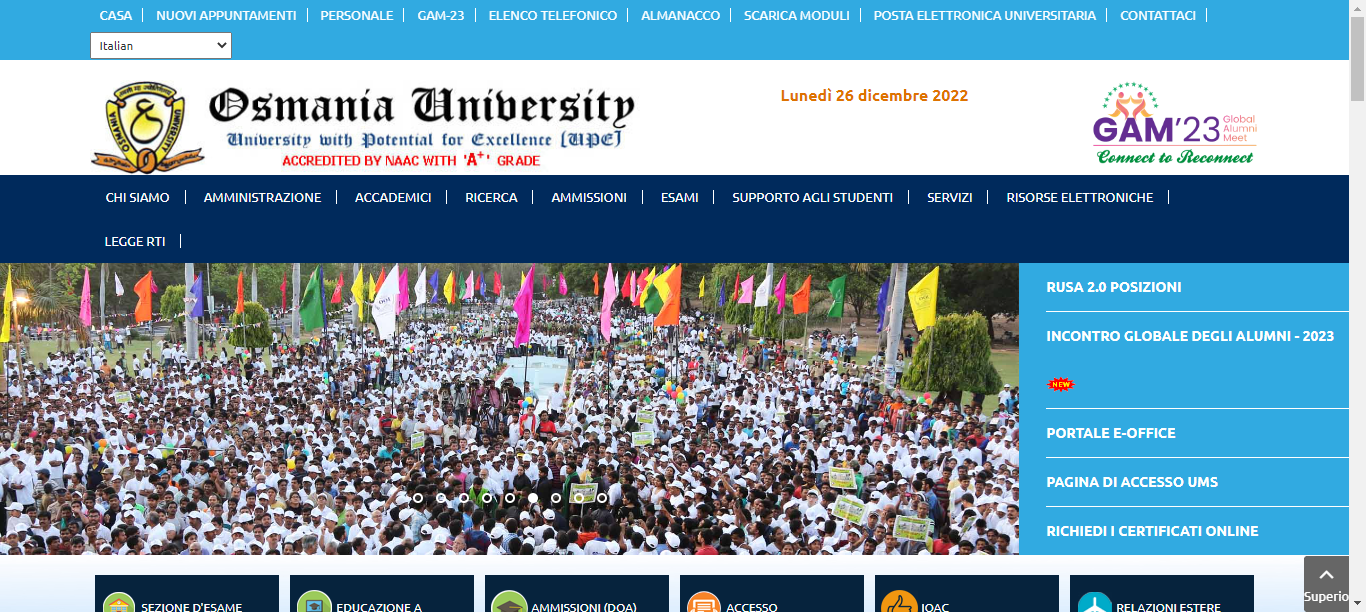 CASA
NUOVI APPUNTAMENTI
PERSONALE
GAM-23
ELENCO TELEFONICO
ALMANACCO
SCARICA MODULI
POSTA ELETTRONICA UNIVERSITARIA
CONTATTACI
Italian
Osmania University
University with Potential for Excellence [UPE]
ACCREDITED BY NAAC WITH 'A+' GRADE
OSMANIA
UNIVERSITY
Lunedì 26 dicembre 2022
GAM'23 Global
Alumni
Meet
Connect to Reconnect
CHI SIAMO
AMMINISTRAZIONE
ACCADEMICI
RICERCA
AMMISSIONI
ESAMI
SUPPORTO AGLI STUDENTI
SERVIZI
RISORSE ELETTRONICHE
LEGGE RTI
RUSA 2.0 POSIZIONI
INCONTRO GLOBALE DEGLI ALUMNI - 2023
NEW
PORTALE E-OFFICE
PAGINA DI ACCESSO UMS
RICHIEDI I CERTIFICATI ONLINE
Superio
SEZIONE D'ESAME
EDUCAZIONE A
AMMISSIONI (DOA)
ACCESSO
IQAC
RELAZIONI ESTERE